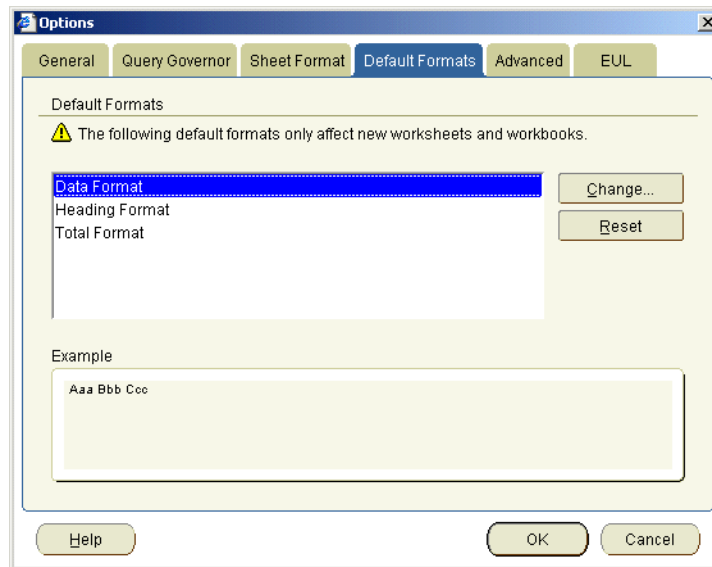 Options
General Query Governor Sheet Format Default Formats Advanced EUL
Default Formats
The following default formats only affect new worksheets and workbooks.
Data Format
Heading Format
Total Format
Change...
Reset
Example
Aaa Bbb Ccc
Help OK Cancel